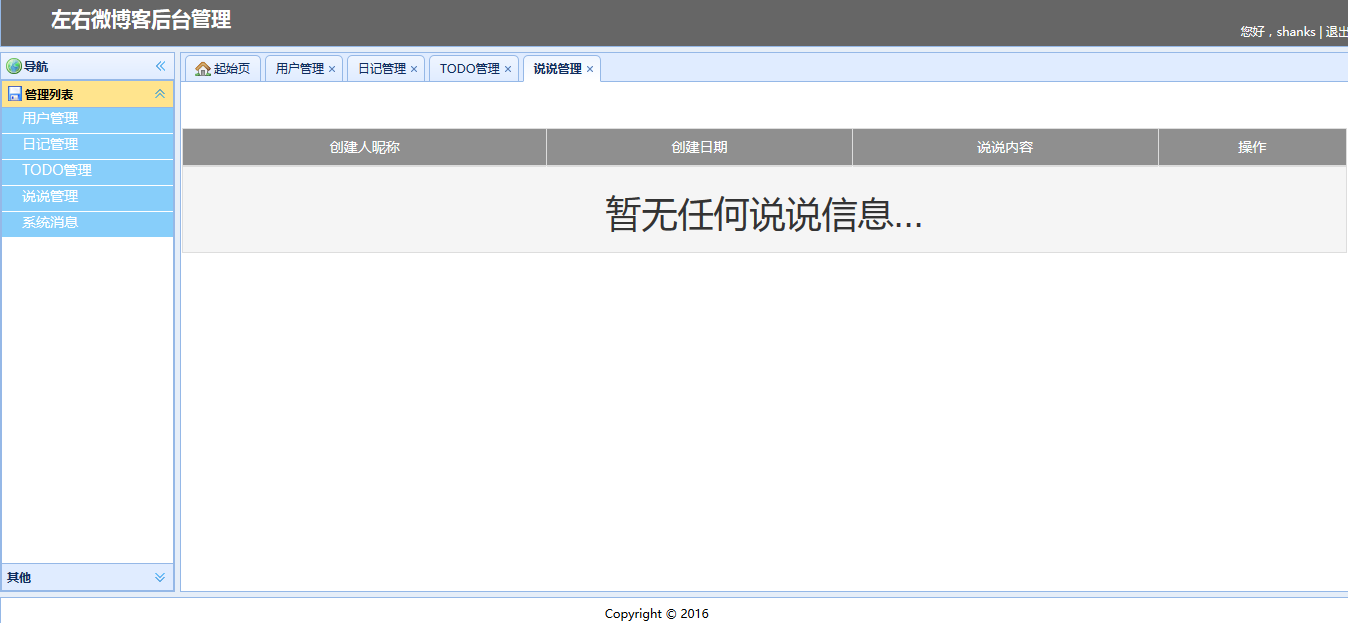 左右微博客后台管理
您好，shanks | 退出
导航
起始页 用户管理 × 日记管理 × TODO管理 × 说说管理 ×
管理列表
用户管理
日记管理
TODO管理
说说管理
系统消息
创建人昵称 创建日期 说说内容 操作
暂无任何说说信息...
其他
Copyright © 2016